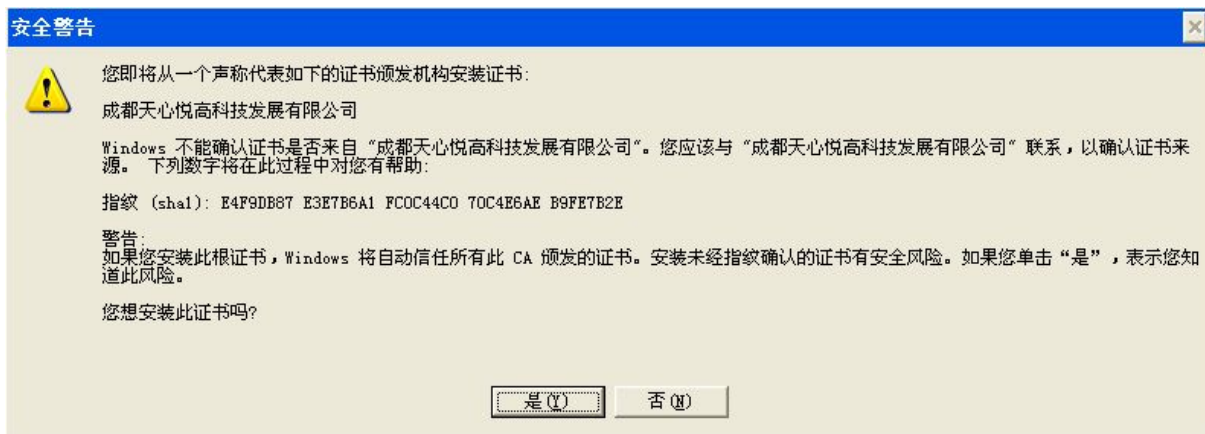 安全警告
您即将从一个声称代表如下的证书颁发机构安装证书:
成都天心悦高科技发展有限公司
Windows 不能确认证书是否来自 “成都天心悦高科技发展有限公司”。您应该与 “成都天心悦高科技发展有限公司” 联系，以确认证书来
源。 下列数字将在此过程中对您有帮助:
指纹 (sha1): E4F9DB87 E3E7B6A1 FC0C44C0 70C4E6AE B9FE7B2E
警告:
如果您安装此根证书，Windows 将自动信任所有此 CA 颁发的证书。安装未经指纹确认的证书有安全风险。如果您单击“是”，表示您知
道此风险。
您想安装此证书吗?
是(Y) 否(N)